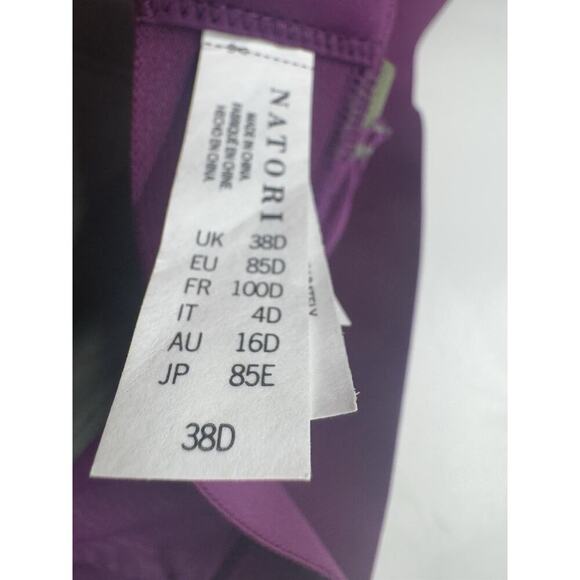 NATORI
MADE IN CHINA
FABRIQUÉ EN CHINE
HECHO EN CHINA
UK 38D
EU 85D
FR 100D
IT 4D
AU 16D
JP 85E
38D